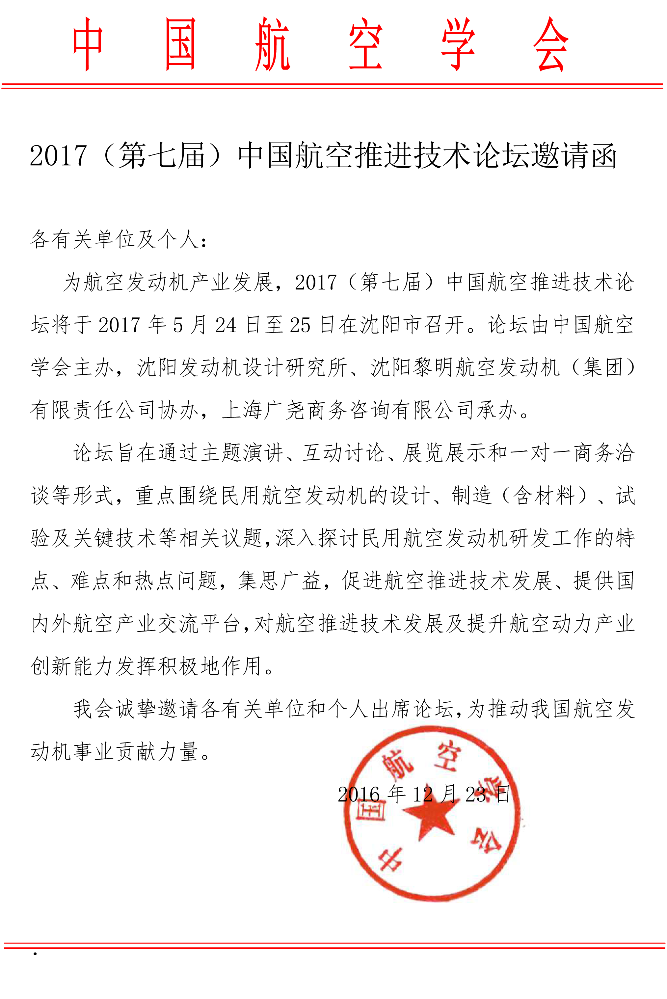 中国航空学会
2017（第七届）中国航空推进技术论坛邀请函
各有关单位及个人：
为航空发动机产业发展，2017（第七届）中国航空推进技术论
坛将于 2017 年 5 月 24 日至 25 日在沈阳市召开。论坛由中国航空
学会主办，沈阳发动机设计研究所、沈阳黎明航空发动机（集团）
有限责任公司协办，上海广尧商务咨询有限公司承办。
论坛旨在通过主题演讲、互动讨论、展览展示和一对一商务洽
谈等形式，重点围绕民用航空发动机的设计、制造（含材料）、试
验及关键技术等相关议题，深入探讨民用航空发动机研发工作的特
点、难点和热点问题，集思广益，促进航空推进技术发展、提供国
内外航空产业交流平台，对航空推进技术发展及提升航空动力产业
创新能力发挥积极地作用。
我会诚挚邀请各有关单位和个人出席论坛，为推动我国航空发
动机事业贡献力量。
2016 年 12 月 23 日
中国航空学会